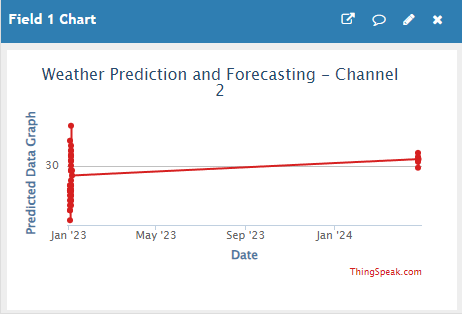 Field 1 Chart
Weather Prediction and Forecasting - Channel
2
Predicted Data Graph
30
Jan '23
May '23
Sep '23
Jan '24
Date
ThingSpeak.com